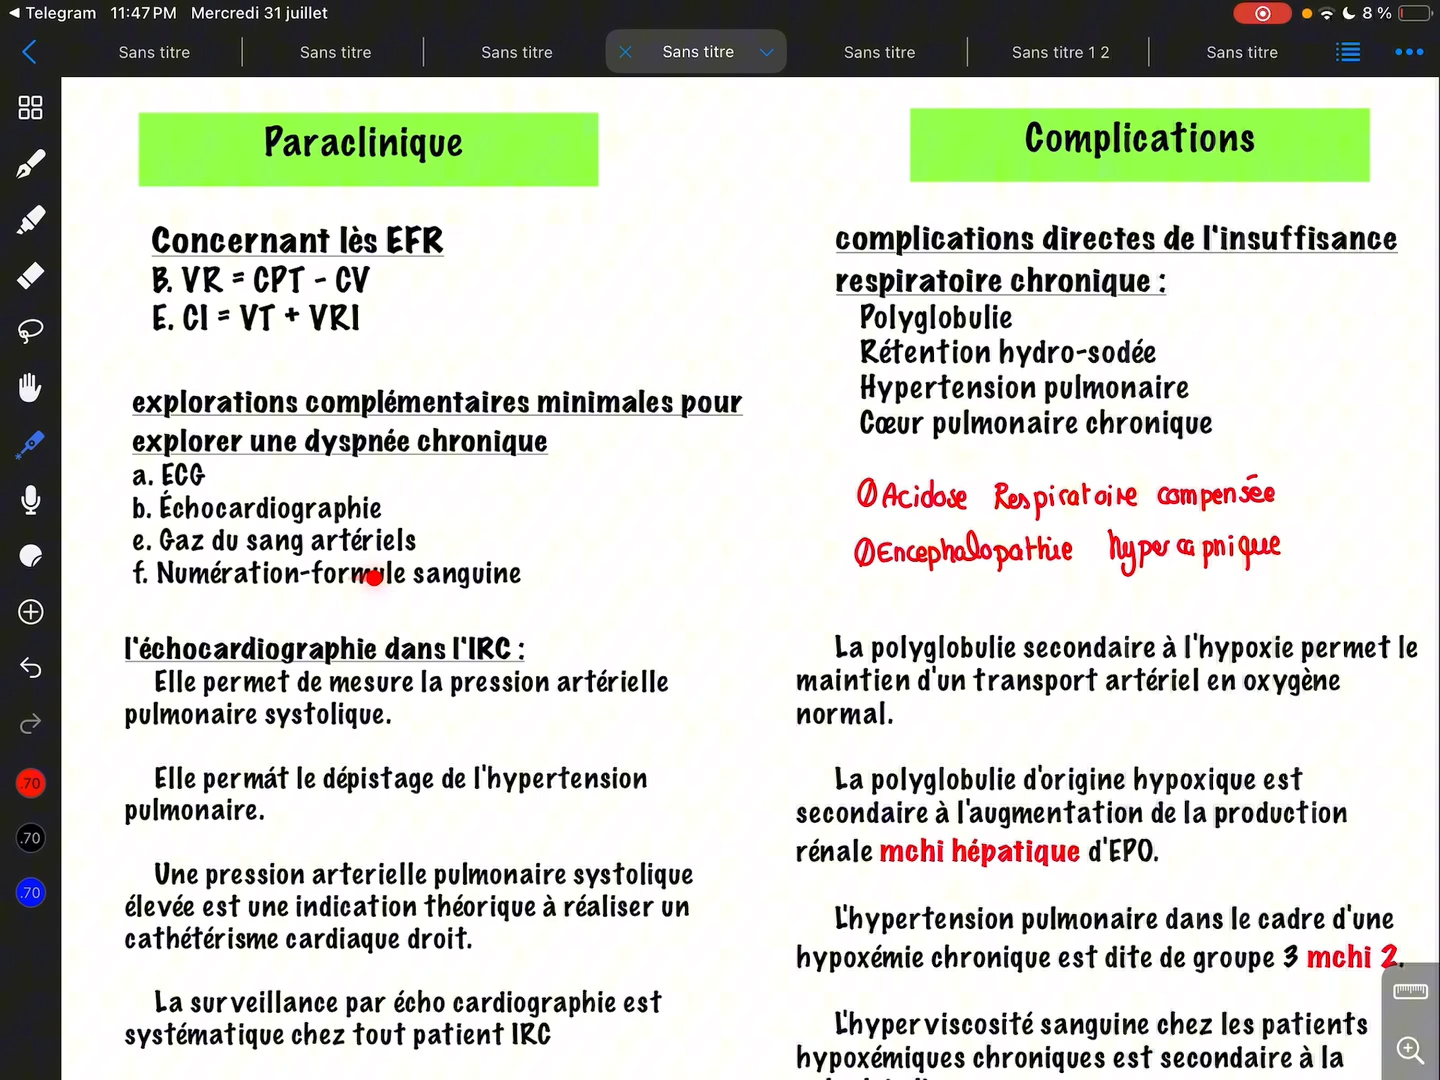 Telegram 11:47 PM Mercredi 31 juillet 8 %
Sans titre Sans titre Sans titre Sans titre Sans titre Sans titre 1 2 Sans titre
Paraclinique
Concernant lès EFR
B. VR = CPT - CV
E. CI = VT + VRI
explorations complémentaires minimales pour
explorer une dyspnée chronique
a. ECG
b. Échocardiographie
e. Gaz du sang artériels
f. Numération-formule sanguine
l'échocardiographie dans l'IRC :
Elle permet de mesure la pression artérielle
pulmonaire systolique.
Elle permát le dépistage de l'hypertension
pulmonaire.
Une pression arterielle pulmonaire systolique
élevée est une indication théorique à réaliser un
cathétérisme cardiaque droit.
La surveillance par écho cardiographie est
systématique chez tout patient IRC
Complications
complications directes de l'insuffisance
respiratoire chronique :
Polyglobulie
Rétention hydro-sodée
Hypertension pulmonaire
Cœur pulmonaire chronique
Acidose Respiratoire compensée
Encephalopathie hypercapnique
La polyglobulie secondaire à l'hypoxie permet le
maintien d'un transport artériel en oxygène
normal.
La polyglobulie d'origine hypoxique est
secondaire à l'augmentation de la production
rénale mchi hépatique d'EPO.
L'hypertension pulmonaire dans le cadre d'une
hypoxémie chronique est dite de groupe 3 mchi 2.
L'hyperviscosité sanguine chez les patients
hypoxémiques chroniques est secondaire à la
.70
.70
.70